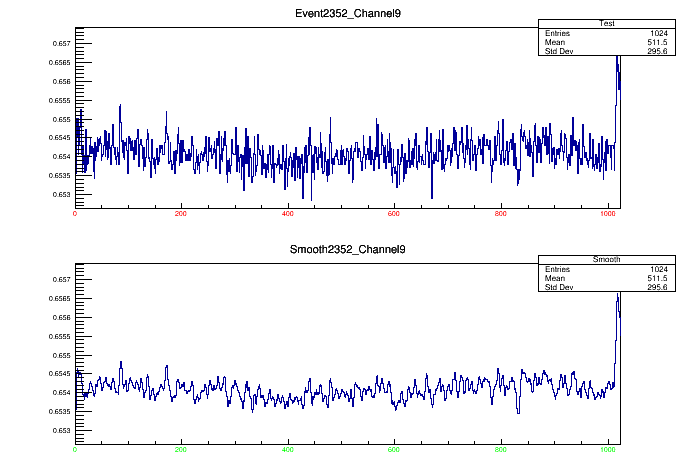 Event2352_Channel9
Test
Entries 1024
Mean 511.5
Std Dev 295.6
0.657
0.6565
0.656
0.6555
0.655
0.6545
0.654
0.6535
0.653
0 200 400 600 800 1000
Smooth2352_Channel9
Smooth
Entries 1024
Mean 511.5
Std Dev 295.6
0.657
0.6565
0.656
0.6555
0.655
0.6545
0.654
0.6535
0.653
0 200 400 600 800 1000